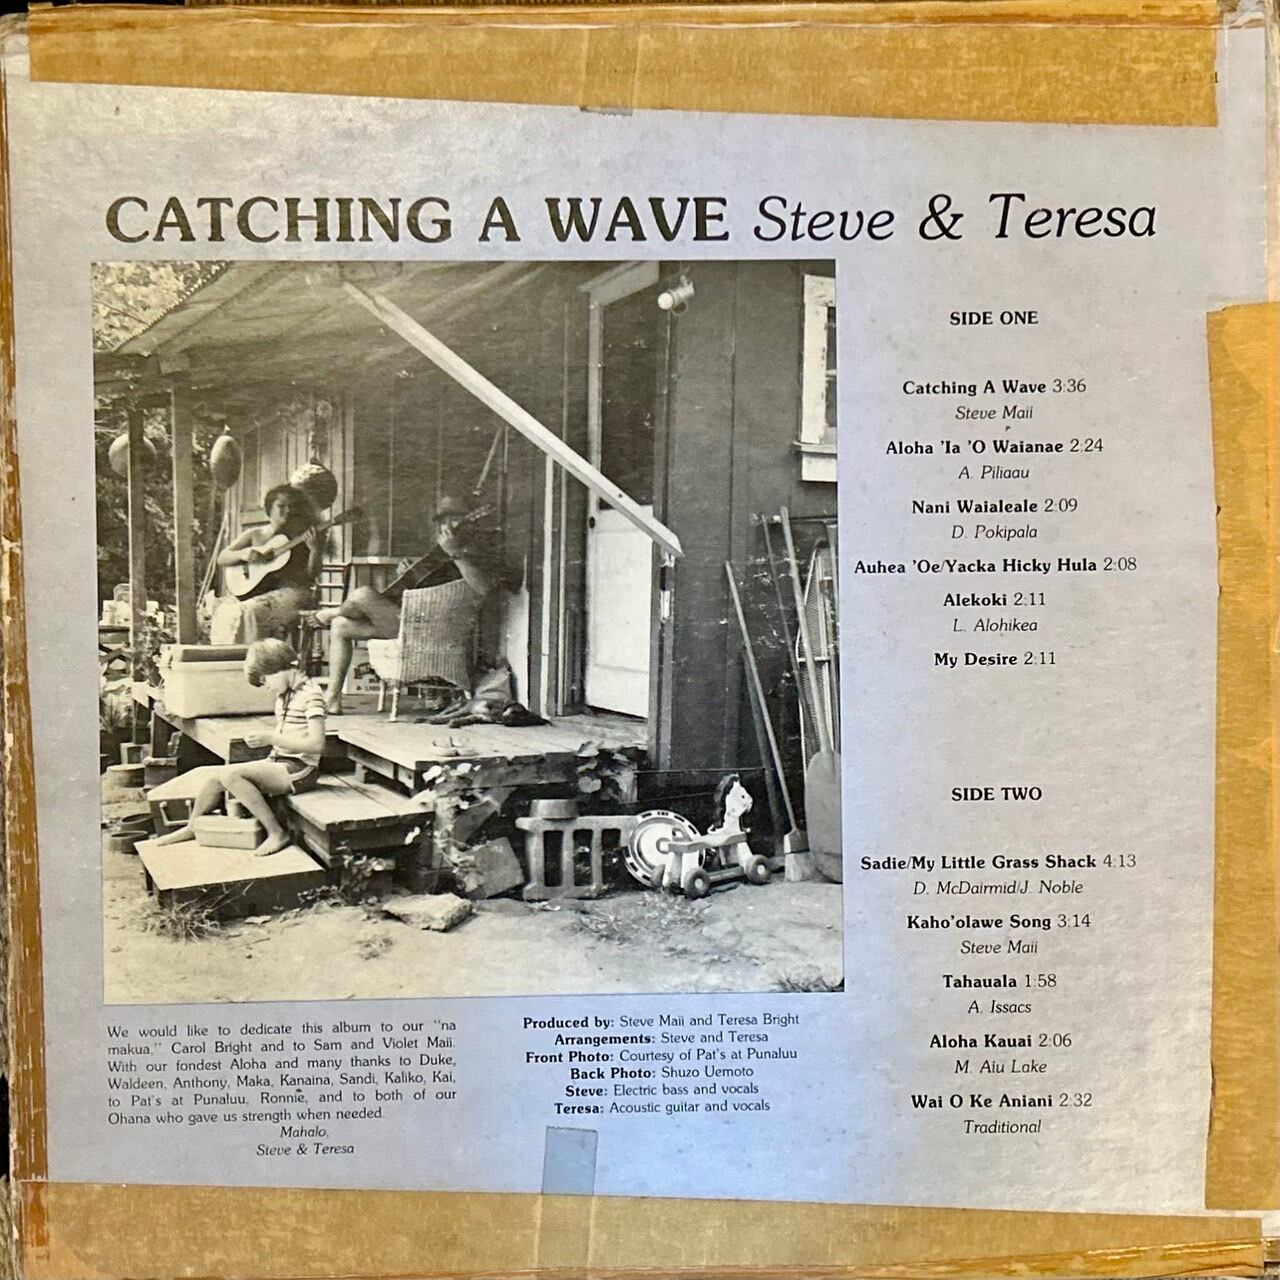 CATCHING A WAVE Steve & Teresa
SIDE ONE
Catching A Wave 3:36
Steve Maii
Aloha 'Ia 'O Waianae 2:24
A. Piliaau
Nani Waialeale 2:09
D. Pokipala
Auhea 'Oe/Yacka Hicky Hula 2:08
Alekoki 2:11
L. Alohikea
My Desire 2:11
SIDE TWO
Sadie/My Little Grass Shack 4:13
D. McDairmid/J. Noble
Kaho'olawe Song 3:14
Steve Maii
Tahauala 1:58
A. Issacs
Aloha Kauai 2:06
M. Aiu Lake
Wai O Ke Aniani 2:32
Traditional
We would like to dedicate this album to our "na
makua," Carol Bright and to Sam and Violet Maii.
With our fondest Aloha and many thanks to Duke,
Waldeen, Anthony, Maka, Kanaina, Sandi, Kaliko, Kai,
to Pat's at Punaluu, Ronnie, and to both of our
Ohana who gave us strength when needed.
Mahalo,
Steve & Teresa
Produced by: Steve Maii and Teresa Bright
Arrangements: Steve and Teresa
Front Photo: Courtesy of Pat's at Punaluu
Back Photo: Shuzo Uemoto
Steve: Electric bass and vocals
Teresa: Acoustic guitar and vocals